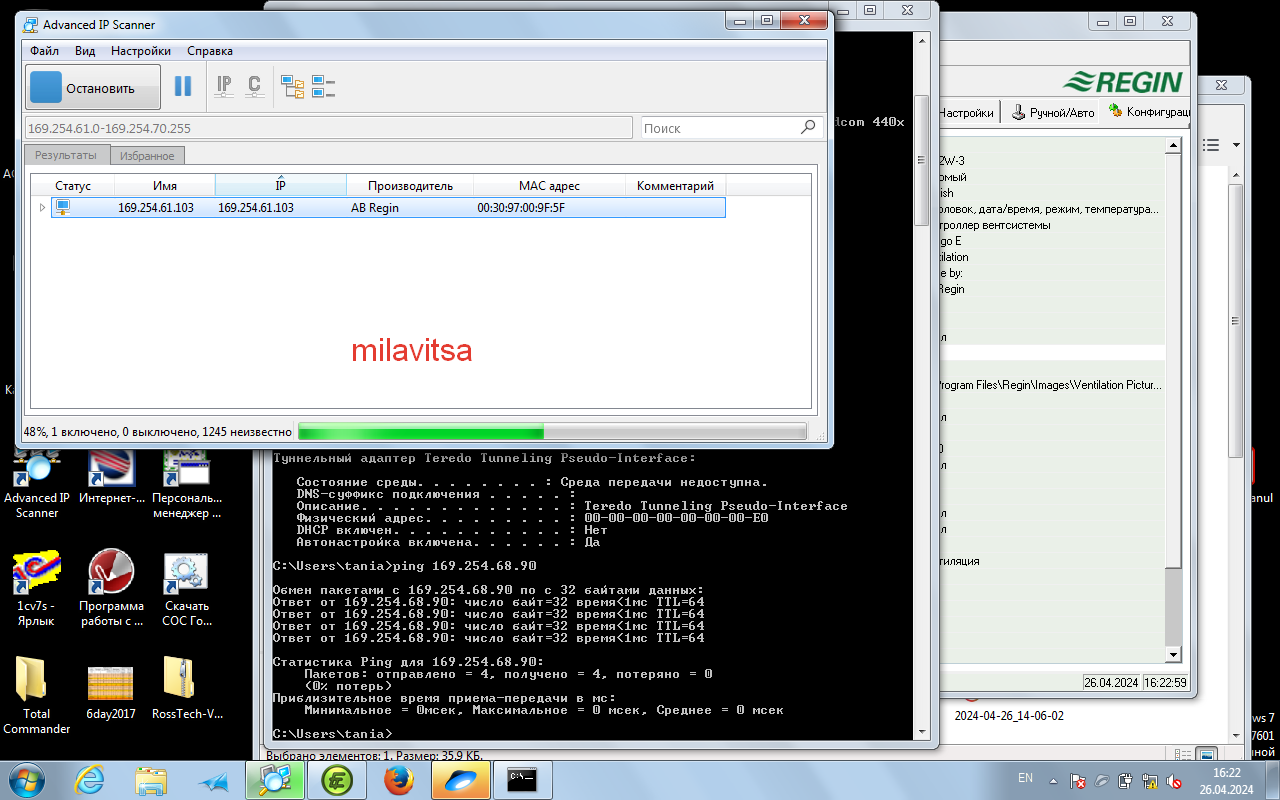 Advanced IP Scanner
Файл Вид Настройки Справка
Остановить
IP C
169.254.61.0-169.254.70.255
Поиск
Результаты Избранное
Статус Имя IP Производитель MAC адрес Комментарий
169.254.61.103 169.254.61.103 AB Regin 00:30:97:00:9F:5F
milavitsa
48%, 1 включено, 0 выключено, 1245 неизвестно
dcom 440x
REGIN
Настройки Ручной/Авто Конфигурац
ZW-3
омый
ish
оловок, дата/время, режим, температура...
троллер вентсистемы
go E
tilation
e by:
Regin
л
Program Files\Regin\Images\Ventilation Pictur...
л
0
л
л
л
тиляция
26.04.2024 16:22:59
Туннельный адаптер Teredo Tunneling Pseudo-Interface:
Состояние среды. . . . . . . . : Среда передачи недоступна.
DNS-суффикс подключения . . . . . :
Описание. . . . . . . . . . . . . : Teredo Tunneling Pseudo-Interface
Физический адрес. . . . . . . . . : 00-00-00-00-00-00-00-E0
DHCP включен. . . . . . . . . . . : Нет
Автонастройка включена. . . . . . : Да
C:\Users\tania>ping 169.254.68.90
Обмен пакетами с 169.254.68.90 по с 32 байтами данных:
Ответ от 169.254.68.90: число байт=32 время<1мс TTL=64
Ответ от 169.254.68.90: число байт=32 время<1мс TTL=64
Ответ от 169.254.68.90: число байт=32 время<1мс TTL=64
Ответ от 169.254.68.90: число байт=32 время<1мс TTL=64
Статистика Ping для 169.254.68.90:
Пакетов: отправлено = 4, получено = 4, потеряно = 0
(0% потерь)
Приблизительное время приема-передачи в мс:
Минимальное = 0мсек, Максимальное = 0 мсек, Среднее = 0 мсек
C:\Users\tania>
Advanced IP Scanner
Интернет-...
Персональ... менеджер ...
1cv7s - Ярлык
Программа работы с ...
Скачать СОС Го...
Total Commander
6day2017
RossTech-V...
2024-04-26_14-06-02
anul
ws 7
7601
нной
Выбрано элементов: 1. Размер: 35,9 КБ.
EN
16:22
26.04.2024